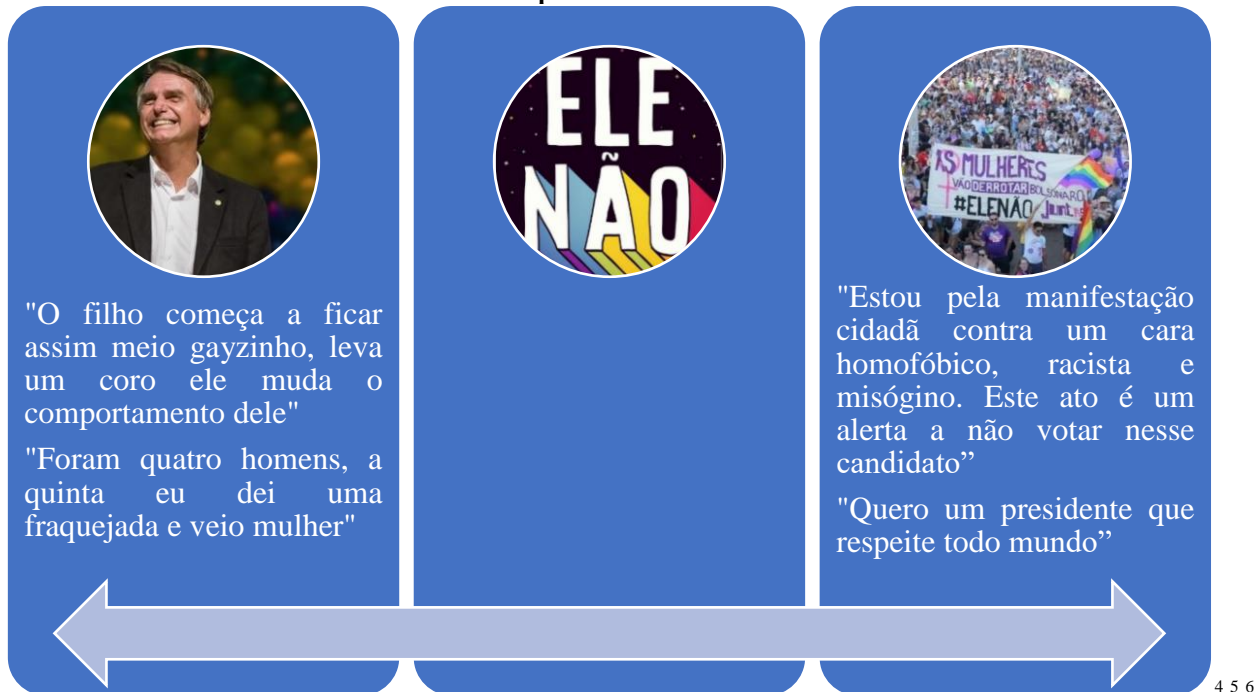 "O filho começa a ficar
assim meio gayzinho, leva
um coro ele muda o
comportamento dele"
"Foram quatro homens, a
quinta eu dei uma
fraquejada e veio mulher"
ELE
NÃO
AS MULHERES
VÃO DERROTAR BOLSONARO
#ELENÃO
"Estou pela manifestação
cidadã contra um cara
homofóbico, racista e
misógino. Este ato é um
alerta a não votar nesse
candidato”
"Quero um presidente que
respeite todo mundo”
4 5 6